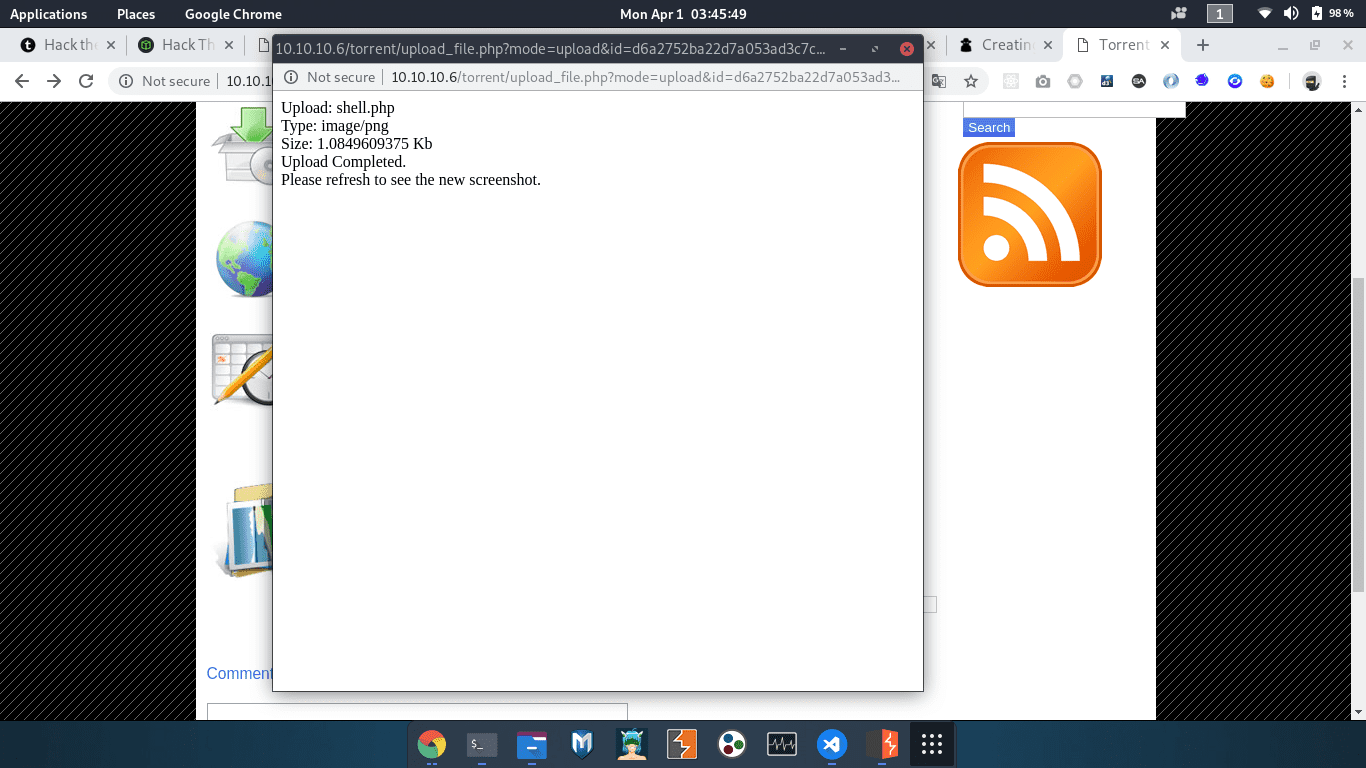 Applications Places Google Chrome Mon Apr 1 03:45:49 1 98 %
Hack the Hack Th Creatin Torrent
10.10.10.6/torrent/upload_file.php?mode=upload&id=d6a2752ba22d7a053ad3c7c...
Not secure 10.10.1
Not secure 10.10.10.6/torrent/upload_file.php?mode=upload&id=d6a2752ba22d7a053ad3...
Upload: shell.php
Type: image/png
Size: 1.0849609375 Kb
Upload Completed.
Please refresh to see the new screenshot.
Search
Comment